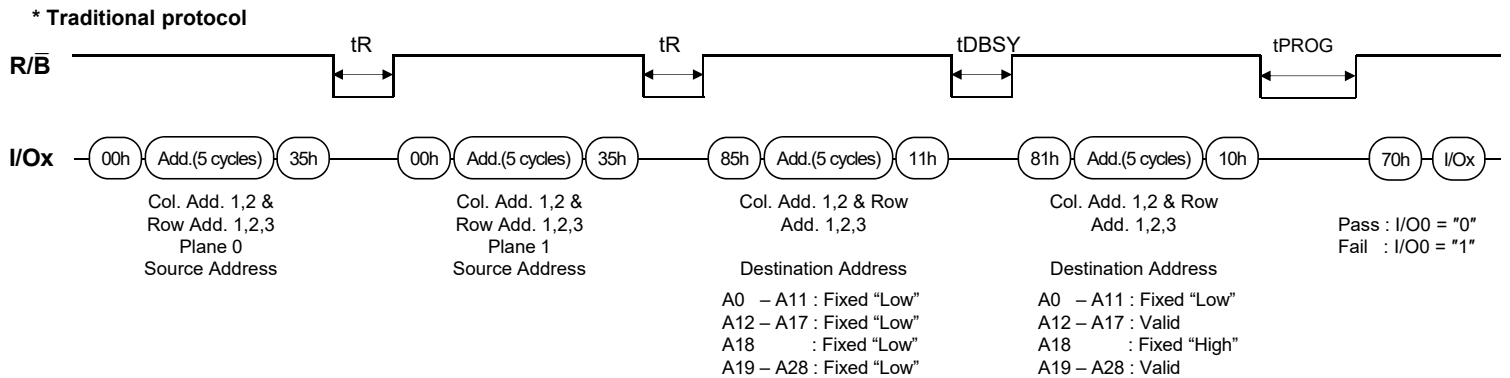 * Traditional protocol
tR tR tDBSY tPROG
R/B̅
I/Ox 00h Add.(5 cycles) 35h 00h Add.(5 cycles) 35h 85h Add.(5 cycles) 11h 81h Add.(5 cycles) 10h 70h I/Ox
Col. Add. 1,2 &
Row Add. 1,2,3
Plane 0
Source Address
Col. Add. 1,2 &
Row Add. 1,2,3
Plane 1
Source Address
Col. Add. 1,2 & Row
Add. 1,2,3
Destination Address
A0 – A11 : Fixed “Low”
A12 – A17 : Fixed “Low”
A18 : Fixed “Low”
A19 – A28 : Fixed “Low”
Col. Add. 1,2 & Row
Add. 1,2,3
Destination Address
A0 – A11 : Fixed “Low”
A12 – A17 : Valid
A18 : Fixed “High”
A19 – A28 : Valid
Pass : I/O0 = ″0″
Fail : I/O0 = ″1″